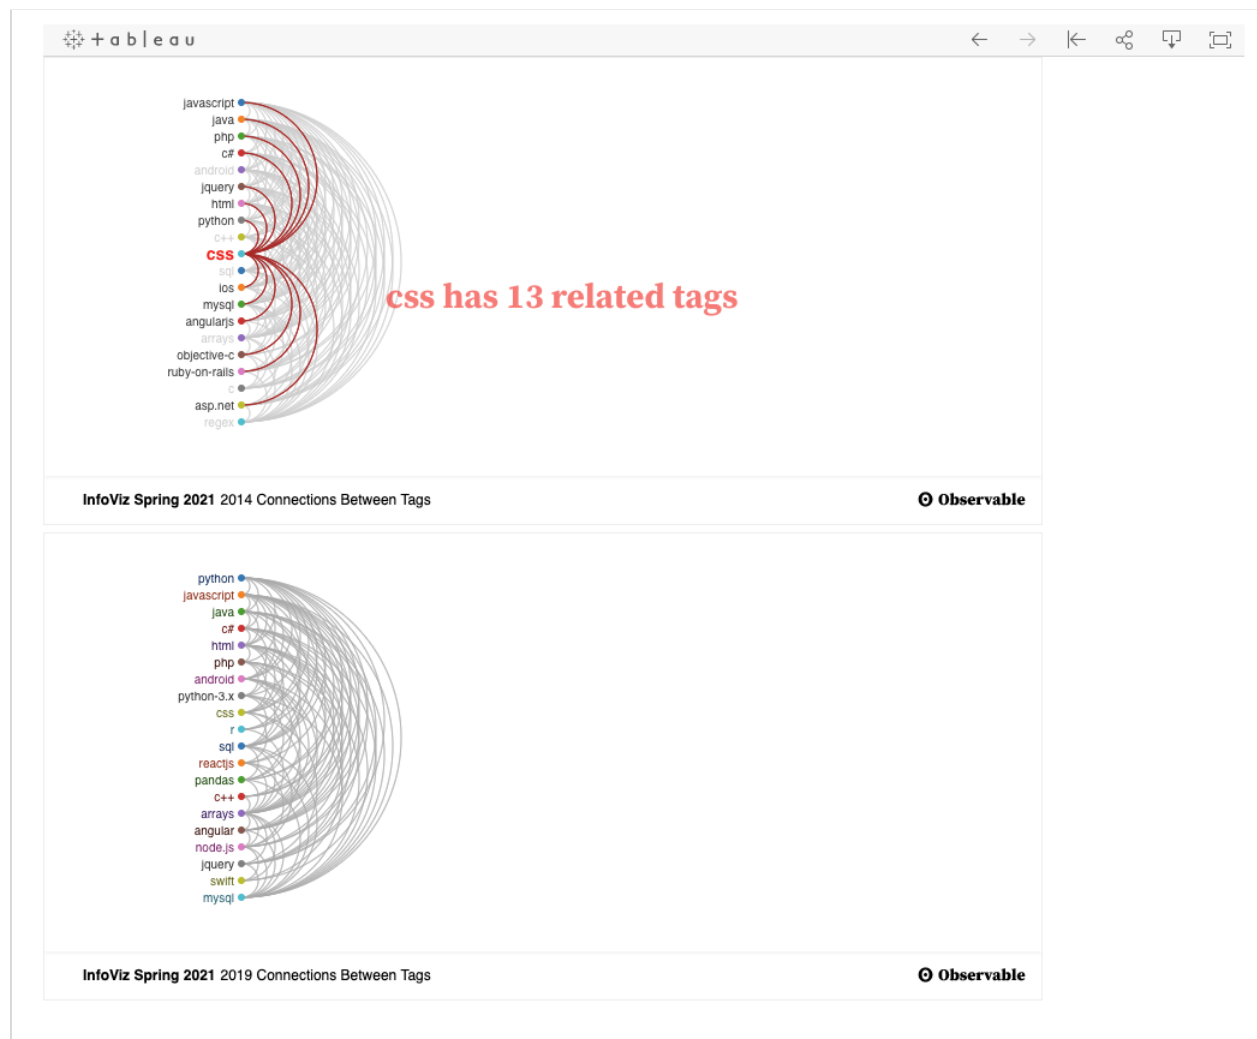 tableau
javascript
java
php
c#
android
jquery
html
python
c++
css
sql
ios
mysql
angularjs
arrays
objective-c
ruby-on-rails
c
asp.net
regex
css has 13 related tags
InfoViz Spring 2021 2014 Connections Between Tags
Observable
python
javascript
java
c#
html
php
android
python-3.x
css
r
sql
reactjs
pandas
c++
arrays
angular
node.js
jquery
swift
mysql
InfoViz Spring 2021 2019 Connections Between Tags
Observable